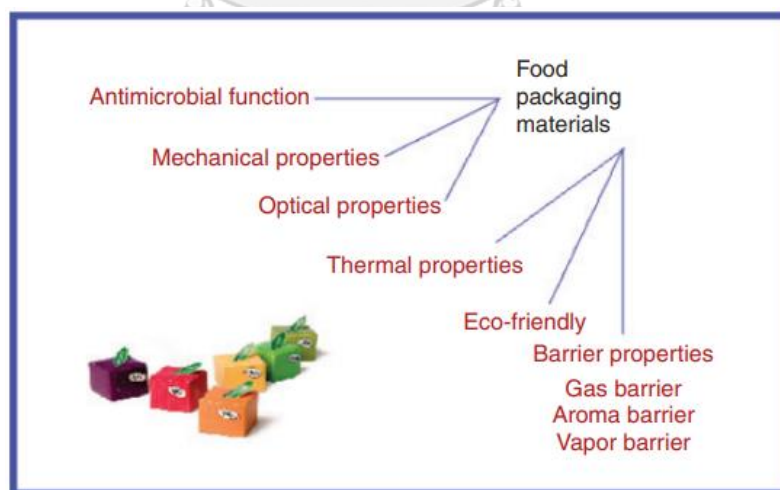 Food
packaging
materials
Antimicrobial function
Mechanical properties
Optical properties
Thermal properties
Eco-friendly
Barrier properties
Gas barrier
Aroma barrier
Vapor barrier